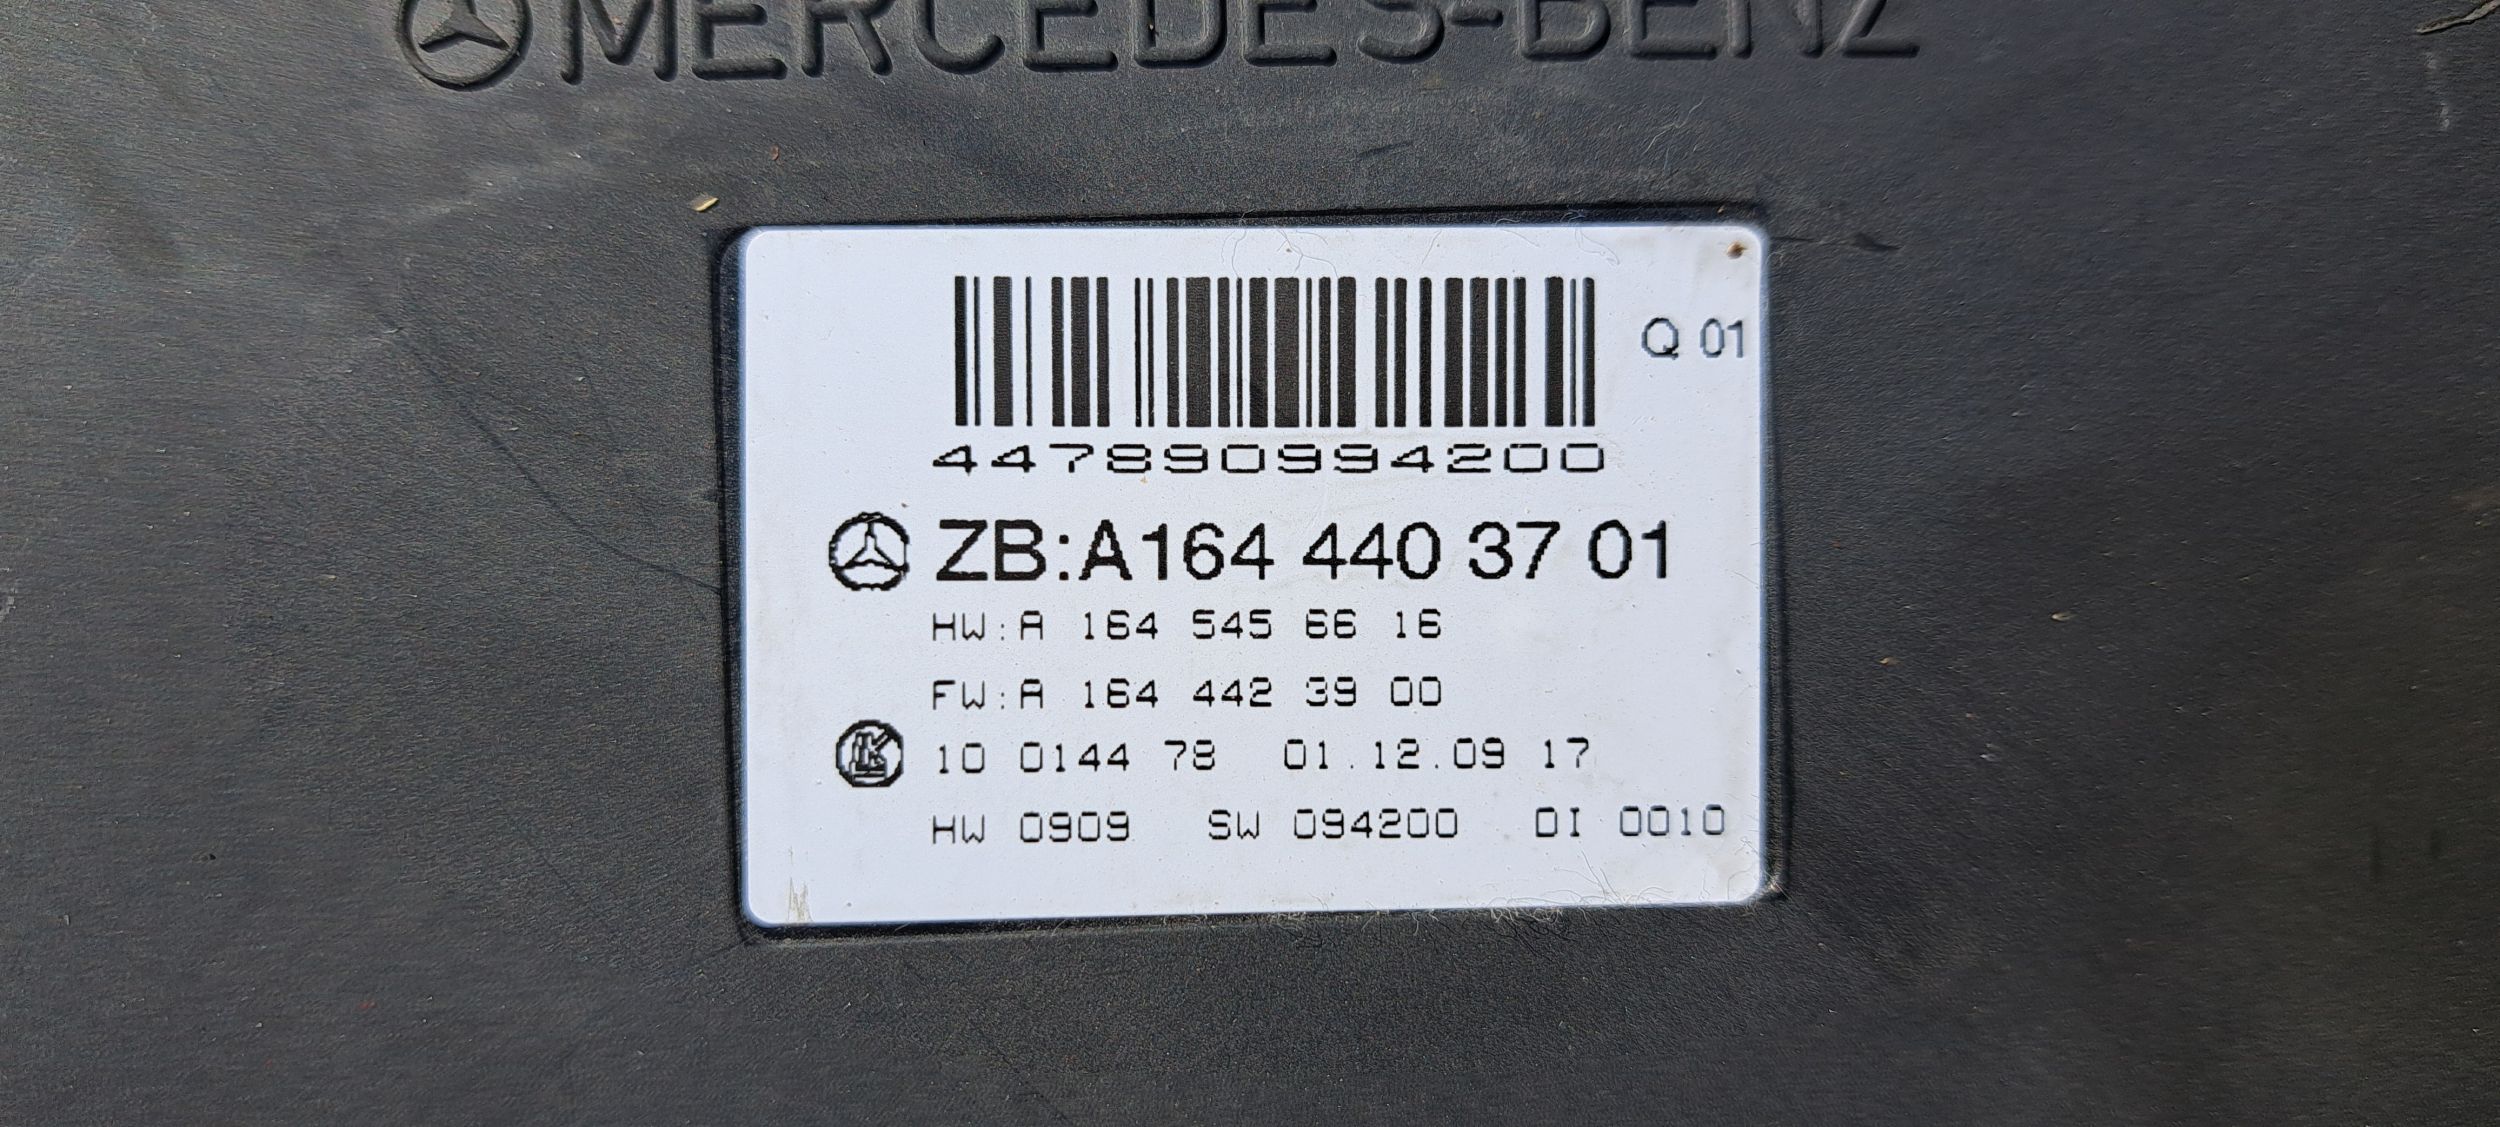 MERCEDES-BENZ
Q 01
447890994200
ZB:A164 440 37 01
HW:A 164 545 66 16
FW:A 164 442 39 00
10 0144 78 01.12.09 17
HW 0909 SW 094200 DI 0010